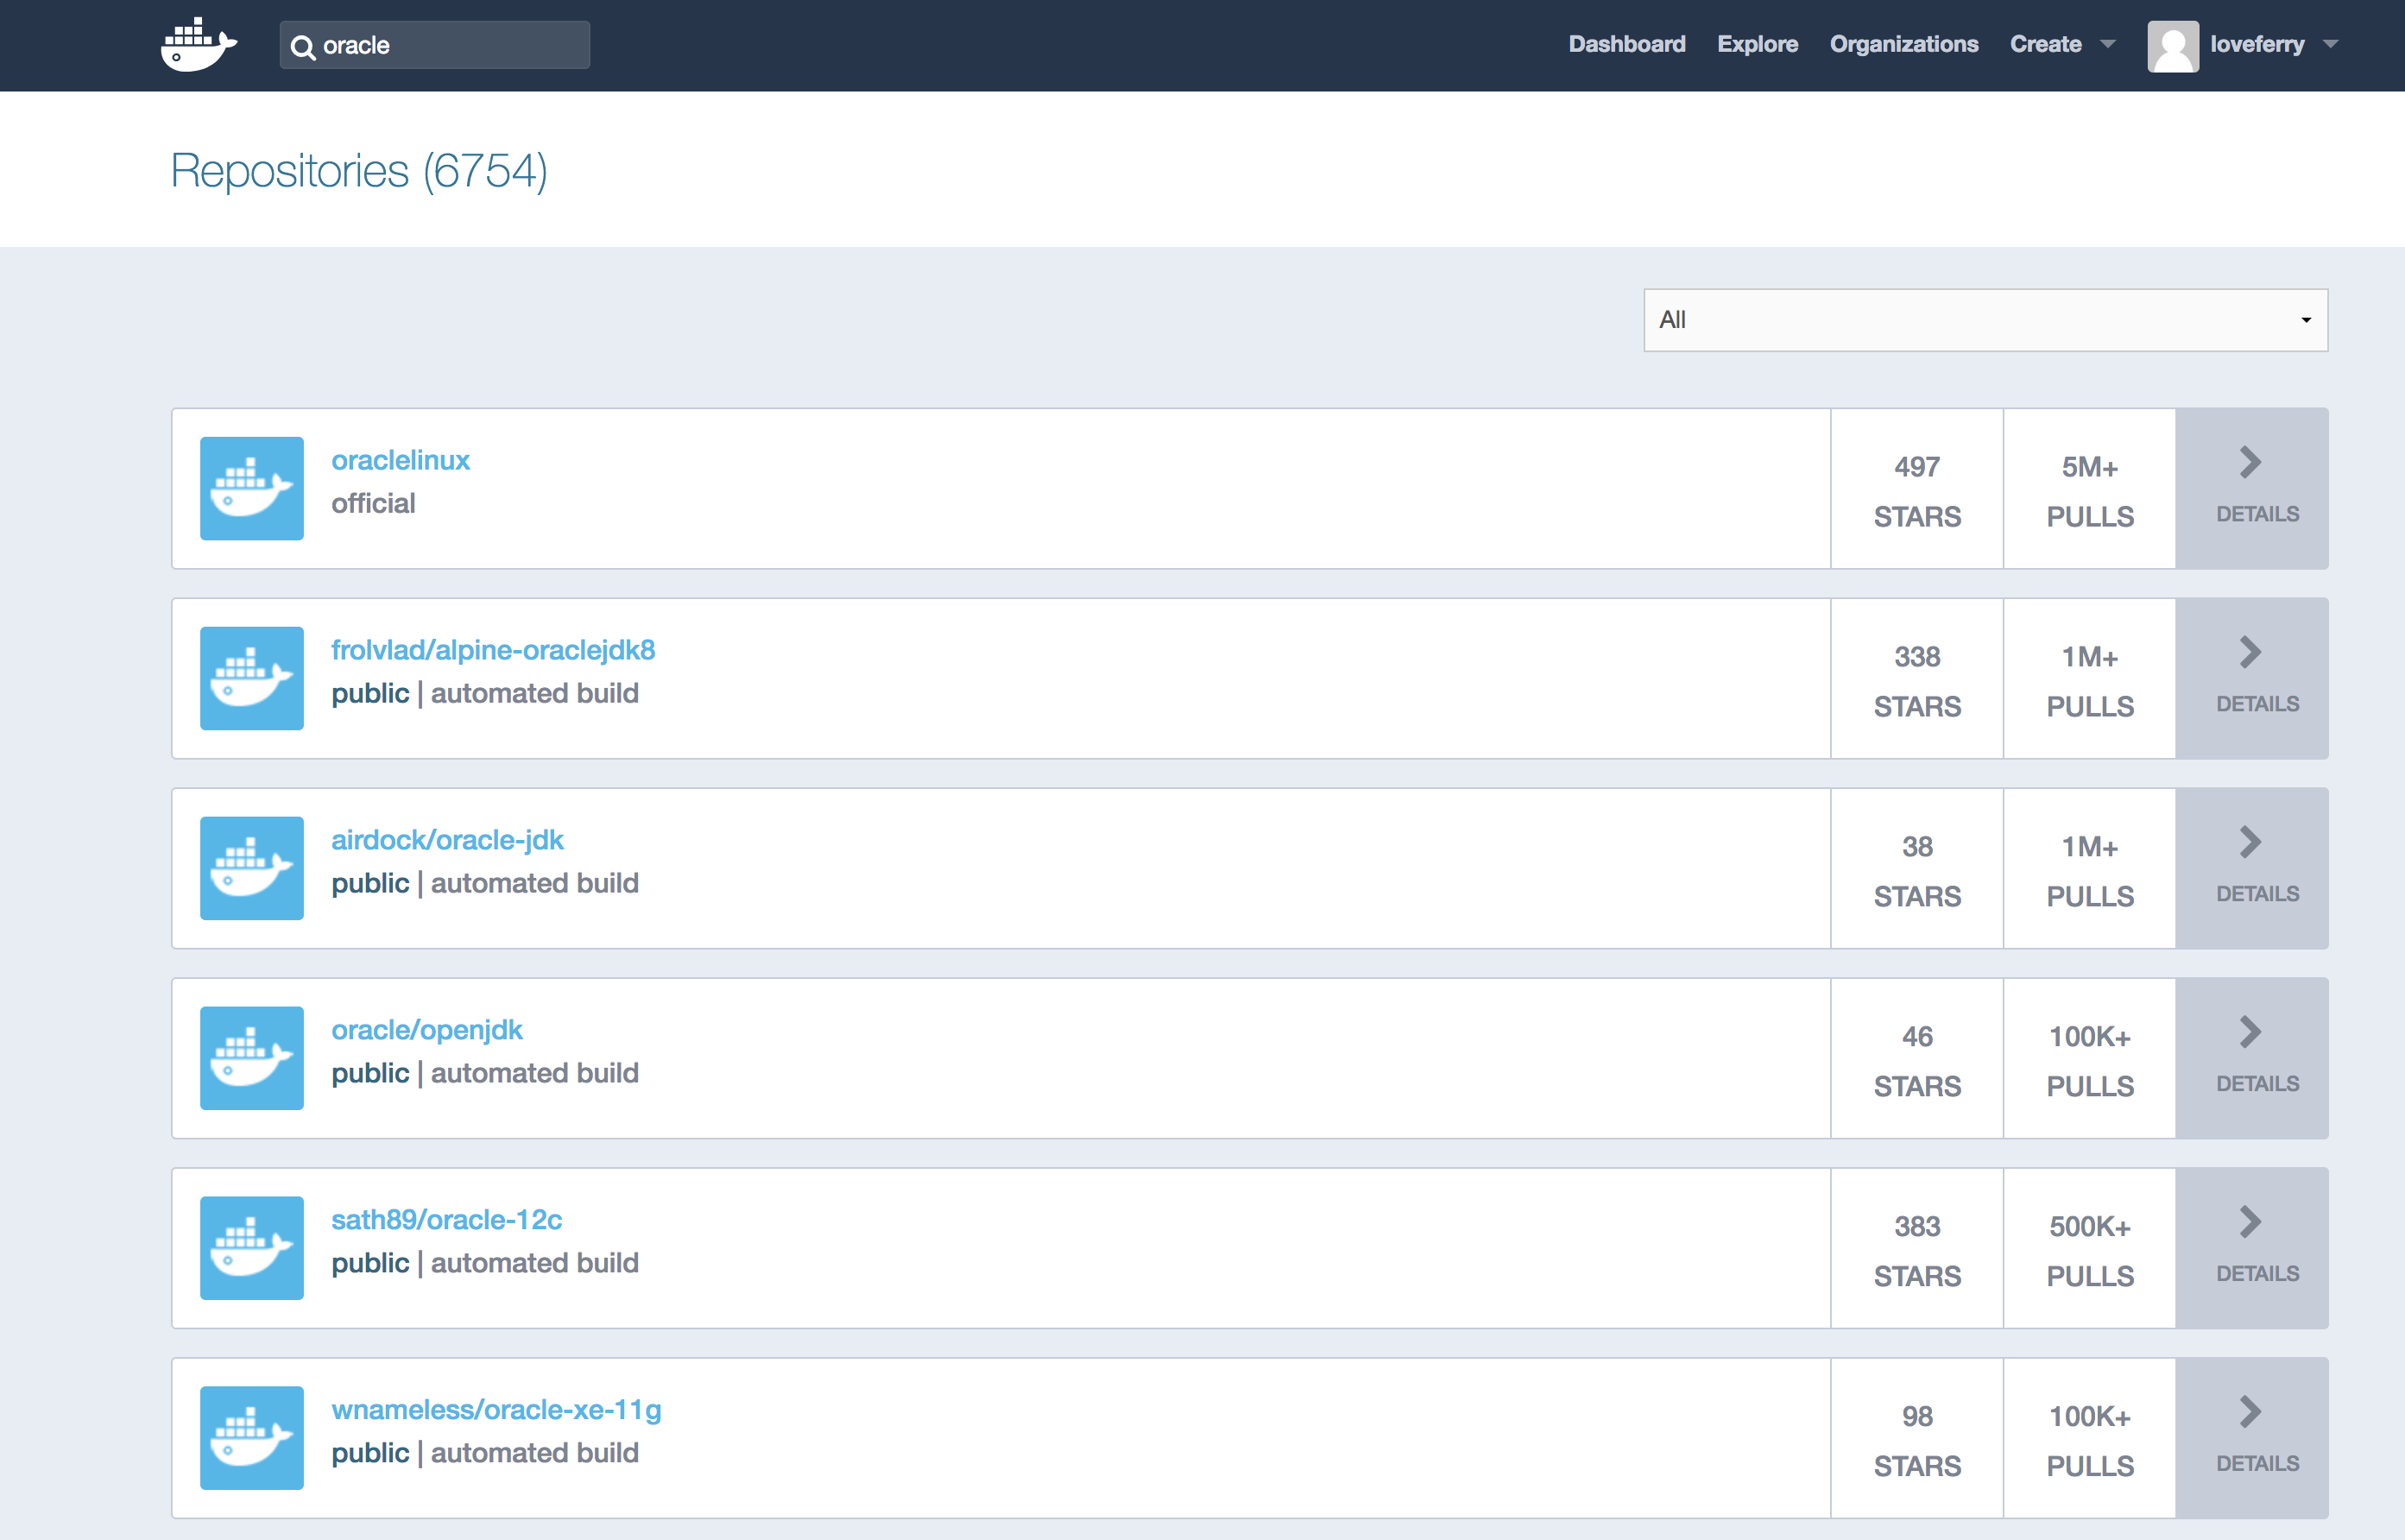 oracle
Dashboard Explore Organizations Create loveferry
Repositories (6754)
All
oraclelinux
official
497
STARS
5M+
PULLS
DETAILS
frolvlad/alpine-oraclejdk8
public | automated build
338
STARS
1M+
PULLS
DETAILS
airdock/oracle-jdk
public | automated build
38
STARS
1M+
PULLS
DETAILS
oracle/openjdk
public | automated build
46
STARS
100K+
PULLS
DETAILS
sath89/oracle-12c
public | automated build
383
STARS
500K+
PULLS
DETAILS
wnameless/oracle-xe-11g
public | automated build
98
STARS
100K+
PULLS
DETAILS